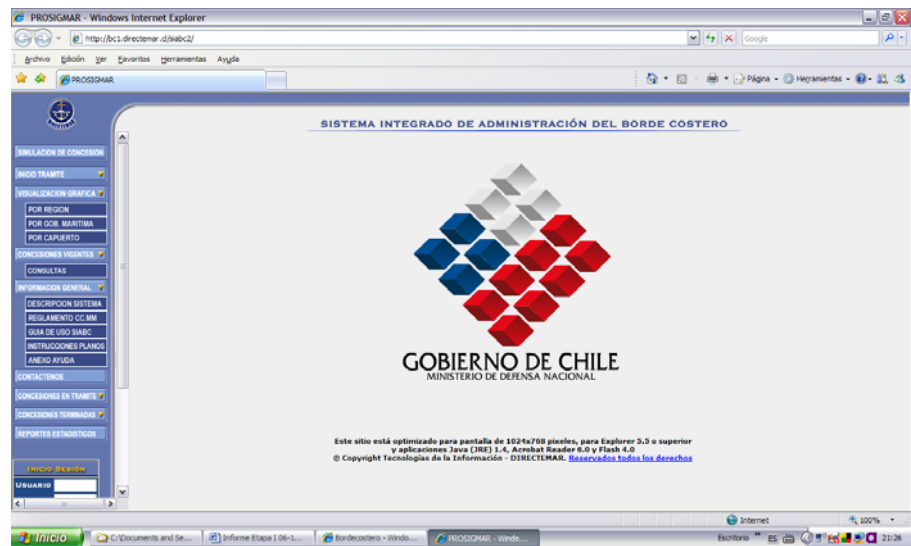 PROSIGMAR - Windows Internet Explorer
http://bc1.directemar.cl/siabc2/
Google
Archivo Edición Ver Favoritos Herramientas Ayuda
PROSIGMAR
Página
Herramientas
SISTEMA INTEGRADO DE ADMINISTRACIÓN DEL BORDE COSTERO
SIMULACION DE CONCESION
INICIO TRAMITE
VISUALIZACION GRAFICA
POR REGION
POR GOB. MARITIMA
POR CAPUERTO
CONCESIONES VIGENTES
CONSULTAS
INFORMACION GENERAL
DESCRIPCION SISTEMA
REGLAMENTO CC.MM
GUIA DE USO SIABC
INSTRUCCIONES PLANOS
ANEXO AYUDA
CONTACTENOS
CONCESIONES EN TRAMITE
CONCESIONES TERMINADAS
REPORTES ESTADISTICOS
INICIO SESIÓN
USUARIO
GOBIERNO DE CHILE
MINISTERIO DE DEFENSA NACIONAL
Este sitio está optimizado para pantalla de 1024x768 pixeles, para Explorer 5.5 o superior
y aplicaciones Java (JRE) 1.4, Acrobat Reader 6.0 y Flash 4.0
© Copyright Tecnologías de la Información - DIRECTEMAR. Reservados todos los derechos
Internet
100%
Inicio
C:\Documents and Se...
Informe Etapa I 06-1...
Bordecostero - Windo...
PROSIGMAR - Windo...
Escritorio
ES
21:26